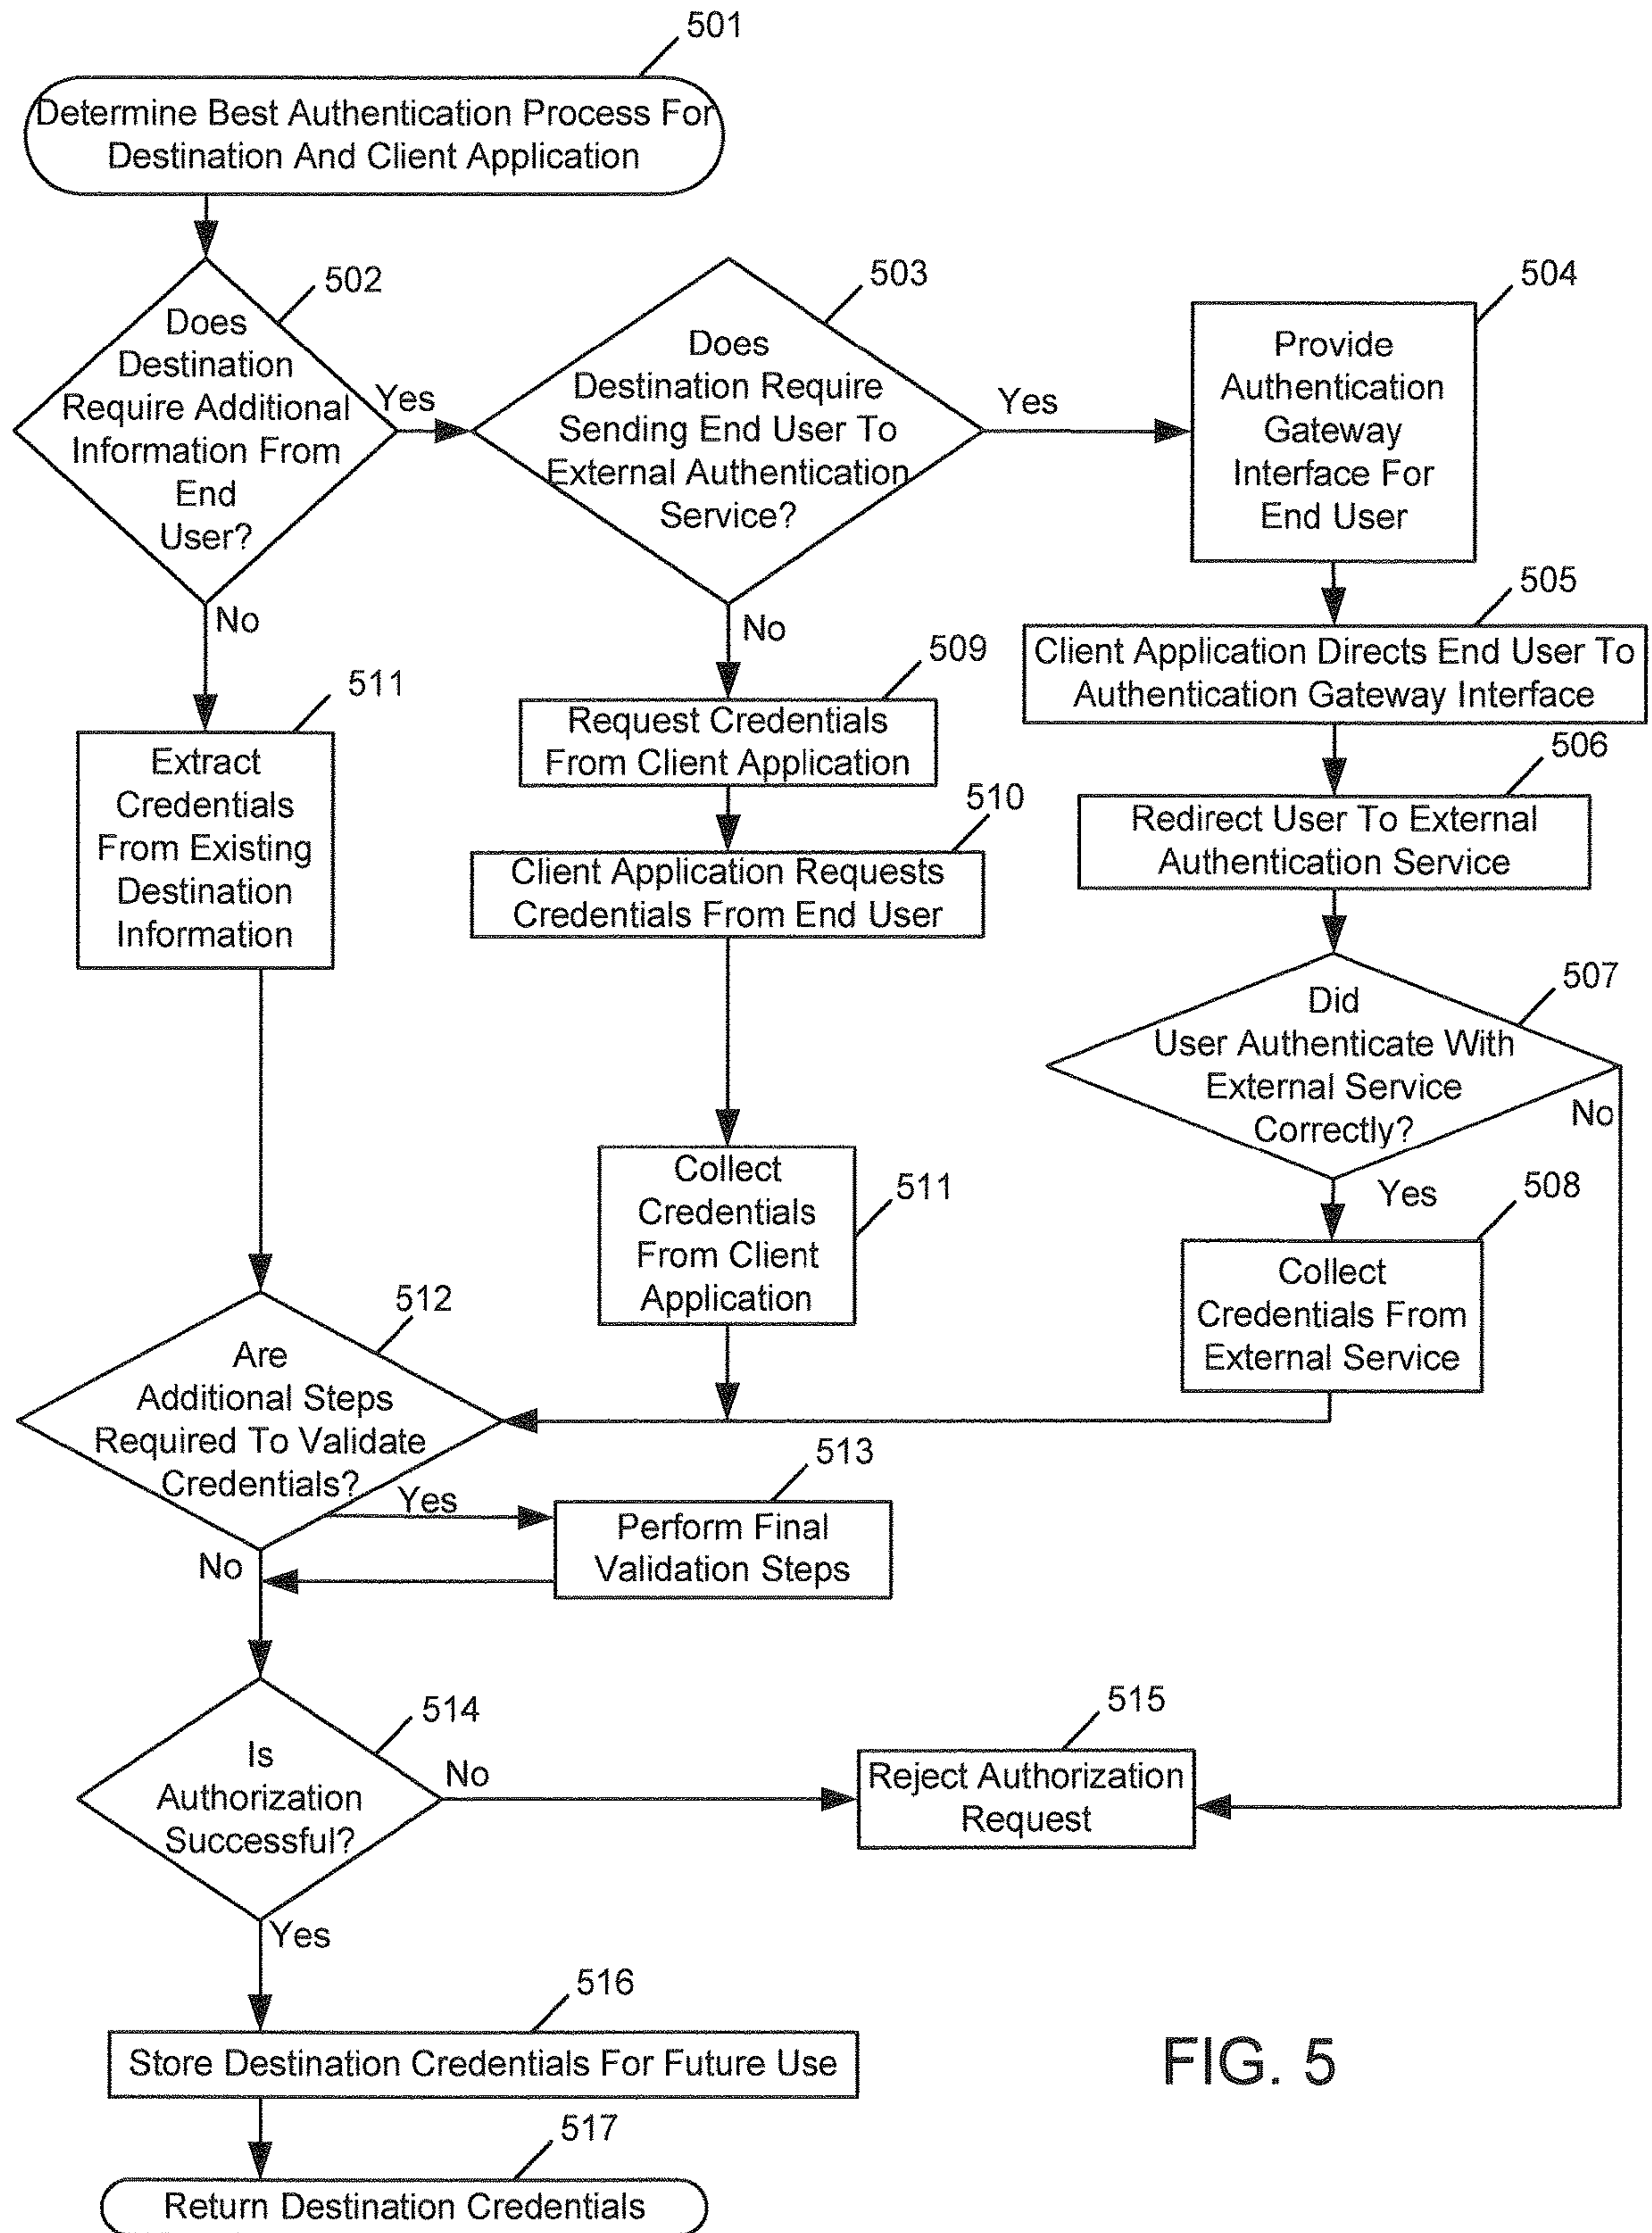 501
Determine Best Authentication Process For
Destination And Client Application
502
Does
Destination
Require Additional
Information From
End
User?
Yes
No
503
Does
Destination Require
Sending End User To
External Authentication
Service?
Yes
No
504
Provide
Authentication
Gateway
Interface For
End User
505
Client Application Directs End User To
Authentication Gateway Interface
506
Redirect User To External
Authentication Service
507
Did
User Authenticate With
External Service
Correctly?
No
Yes
508
Collect
Credentials From
External Service
509
Request Credentials
From Client Application
510
Client Application Requests
Credentials From End User
511
Collect
Credentials
From Client
Application
511
Extract
Credentials
From Existing
Destination
Information
512
Are
Additional Steps
Required To Validate
Credentials?
Yes
No
513
Perform Final
Validation Steps
514
Is
Authorization
Successful?
No
Yes
515
Reject Authorization
Request
516
Store Destination Credentials For Future Use
517
Return Destination Credentials
FIG. 5